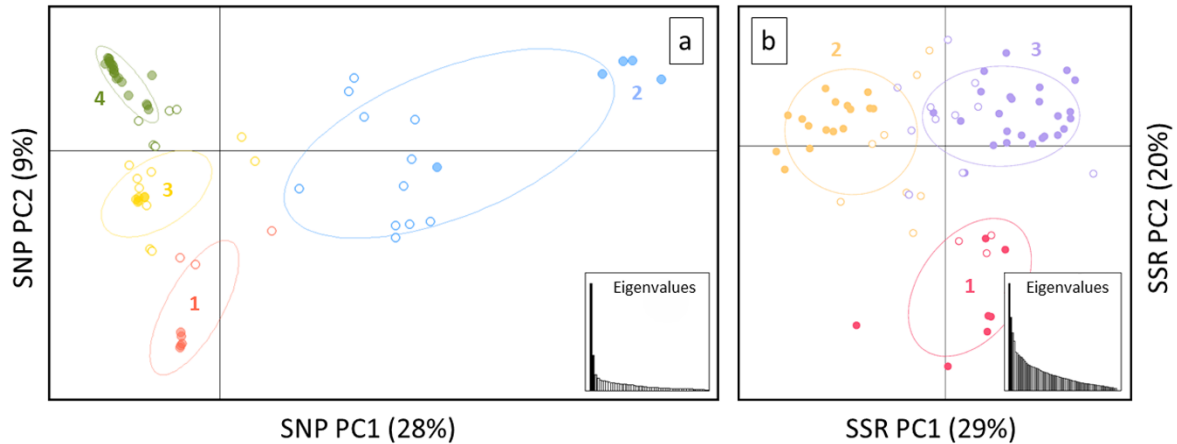 a
4
2
3
1
Eigenvalues
SNP PC2 (9%)
SNP PC1 (28%)
b
2
3
1
Eigenvalues
SSR PC2 (20%)
SSR PC1 (29%)